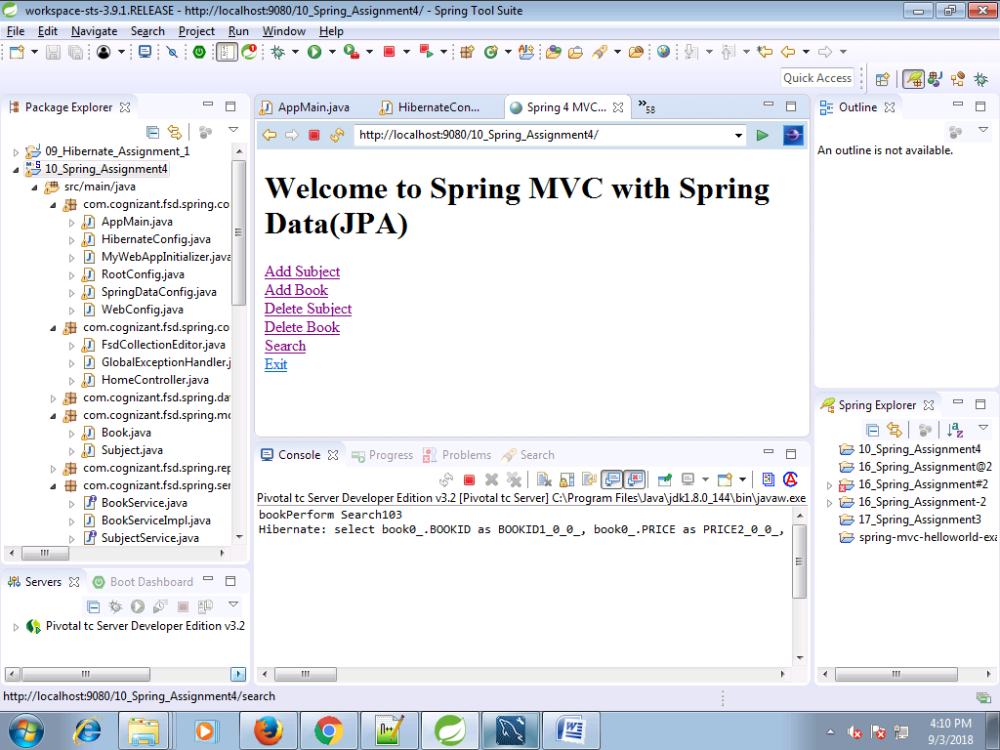 workspace-sts-3.9.1.RELEASE - http://localhost:9080/10_Spring_Assignment4/ - Spring Tool Suite
File Edit Navigate Search Project Run Window Help
Quick Access
Package Explorer
09_Hibernate_Assignment_1
10_Spring_Assignment4
src/main/java
com.cognizant.fsd.spring.co
AppMain.java
HibernateConfig.java
MyWebAppInitializer.java
RootConfig.java
SpringDataConfig.java
WebConfig.java
com.cognizant.fsd.spring.co
FsdCollectionEditor.java
GlobalExceptionHandler.j
HomeController.java
com.cognizant.fsd.spring.da
com.cognizant.fsd.spring.mo
Book.java
Subject.java
com.cognizant.fsd.spring.rep
com.cognizant.fsd.spring.ser
BookService.java
BookServiceImpl.java
SubjectService.java
Servers Boot Dashboard
Pivotal tc Server Developer Edition v3.2
AppMain.java HibernateCon... Spring 4 MVC... 58
http://localhost:9080/10_Spring_Assignment4/
Welcome to Spring MVC with Spring
Data(JPA)
Add Subject
Add Book
Delete Subject
Delete Book
Search
Exit
Console Progress Problems Search
Pivotal tc Server Developer Edition v3.2 [Pivotal tc Server] C:\Program Files\Java\jdk1.8.0_144\bin\javaw.exe
bookPerform Search103
Hibernate: select book0_.BOOKID as BOOKID1_0_0_, book0_.PRICE as PRICE2_0_0_,
Outline
An outline is not available.
Spring Explorer
10_Spring_Assignment4
16_Spring_Assignment@2
16_Spring_Assignment#2
16_Spring_Assignment-2
17_Spring_Assignment3
spring-mvc-helloworld-exa
http://localhost:9080/10_Spring_Assignment4/search
4:10 PM
9/3/2018